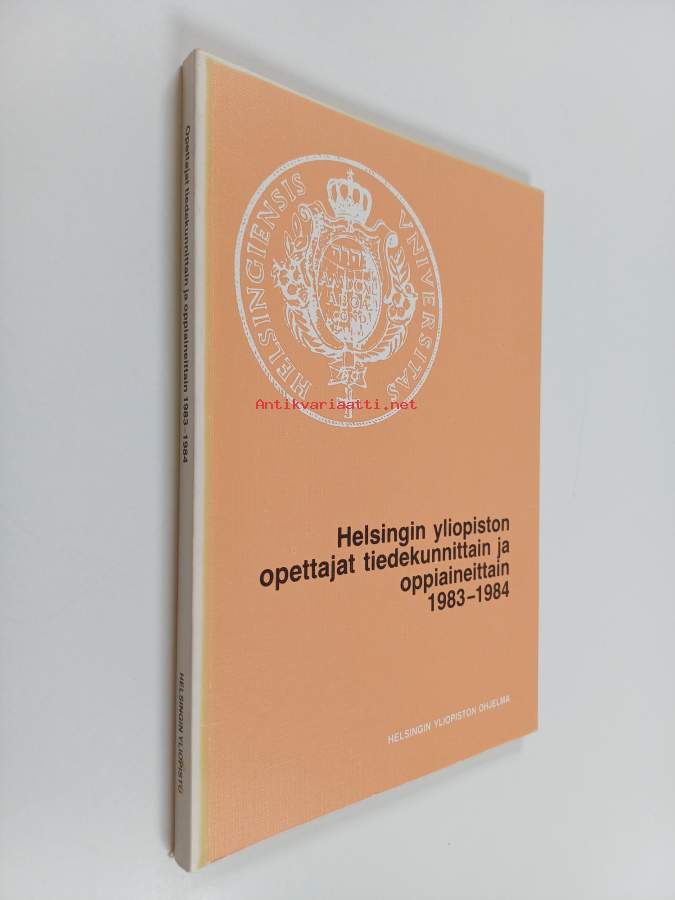 Opettajat tiedekunnittain ja oppiaineittain 1983-1984
HELSINGIN YLIOPISTO
UNIVERSITAS HELSINGIENSIS
Antikvariaatti.net
Helsingin yliopiston
opettajat tiedekunnittain ja
oppiaineittain
1983–1984
HELSINGIN YLIOPISTON OHJELMA